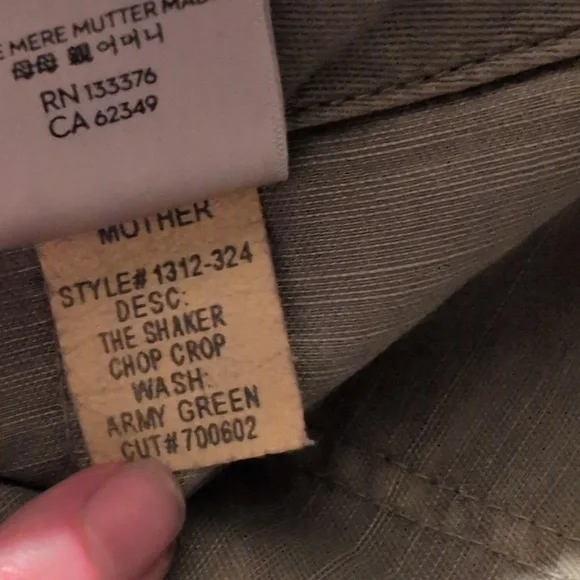 MERE MUTTER MA
母母 親 어머니
RN 133376
CA 62349
MOTHER
STYLE# 1312-324
DESC:
THE SHAKER
CHOP CROP
WASH:
ARMY GREEN
CUT# 700602